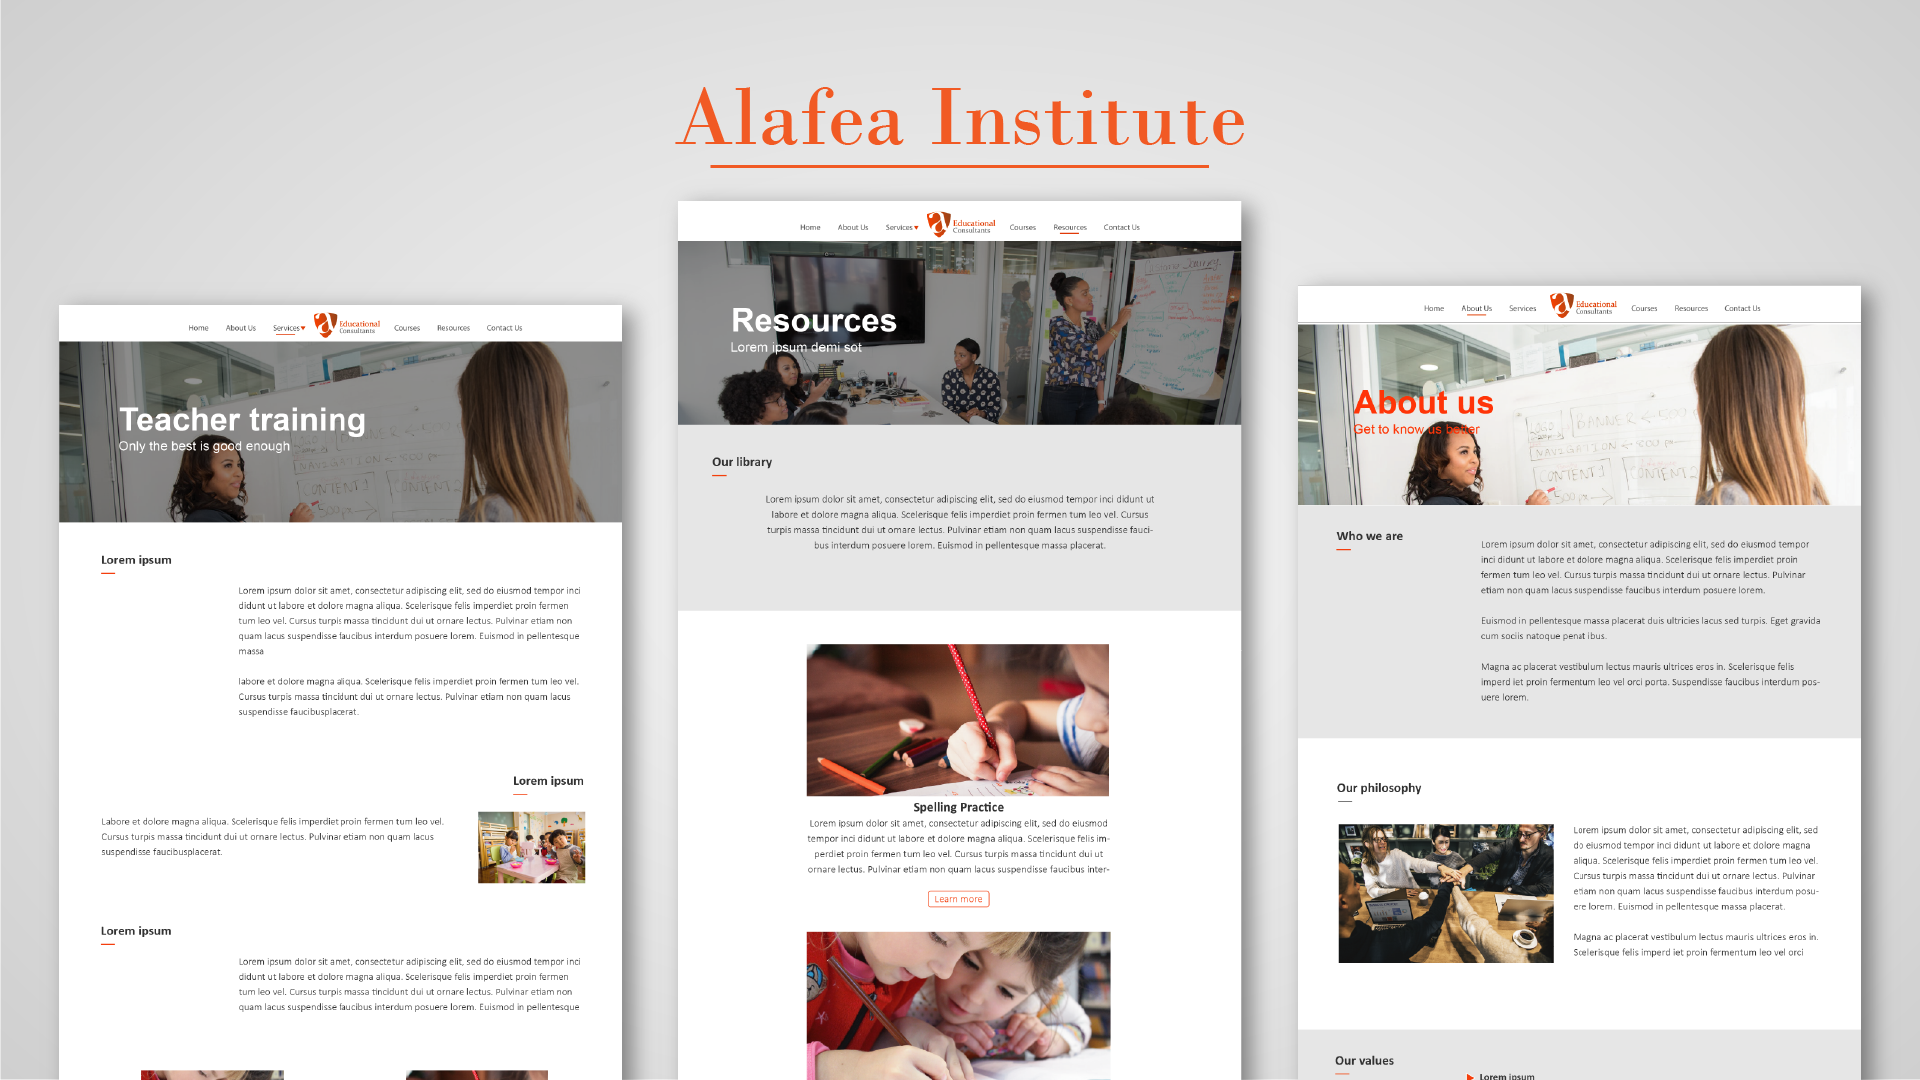 Alafea Institute
Home About Us Services Educational Consultants Courses Resources Contact Us
Teacher training
Only the best is good enough
BANNER
NAVIGATION
CONTENT 1 CONTENT 2
Lorem ipsum
Lorem ipsum dolor sit amet, consectetur adipiscing elit, sed do eiusmod tempor inci
didunt ut labore et dolore magna aliqua. Scelerisque felis imperdiet proin fermen
tum leo vel. Cursus turpis massa tincidunt dui ut ornare lectus. Pulvinar etiam non
quam lacus suspendisse faucibus interdum posuere lorem. Euismod in pellentesque
massa
labore et dolore magna aliqua. Scelerisque felis imperdiet proin fermen tum leo vel.
Cursus turpis massa tincidunt dui ut ornare lectus. Pulvinar etiam non quam lacus
suspendisse faucibusplacerat.
Lorem ipsum
Labore et dolore magna aliqua. Scelerisque felis imperdiet proin fermen tum leo vel.
Cursus turpis massa tincidunt dui ut ornare lectus. Pulvinar etiam non quam lacus
suspendisse faucibusplacerat.
Lorem ipsum
Lorem ipsum dolor sit amet, consectetur adipiscing elit, sed do eiusmod tempor inci
didunt ut labore et dolore magna aliqua. Scelerisque felis imperdiet proin fermen
tum leo vel. Cursus turpis massa tincidunt dui ut ornare lectus. Pulvinar etiam non
quam lacus suspendisse faucibus interdum posuere lorem. Euismod in pellentesque
Home About Us Services Educational Consultants Courses Resources Contact Us
Resources
Lorem ipsum demi sot
Our library
Lorem ipsum dolor sit amet, consectetur adipiscing elit, sed do eiusmod tempor inci didunt ut
labore et dolore magna aliqua. Scelerisque felis imperdiet proin fermen tum leo vel. Cursus
turpis massa tincidunt dui ut ornare lectus. Pulvinar etiam non quam lacus suspendisse fauci-
bus interdum posuere lorem. Euismod in pellentesque massa placerat.
Spelling Practice
Lorem ipsum dolor sit amet, consectetur adipiscing elit, sed do eiusmod
tempor inci didunt ut labore et dolore magna aliqua. Scelerisque felis im-
perdiet proin fermen tum leo vel. Cursus turpis massa tincidunt dui ut
ornare lectus. Pulvinar etiam non quam lacus suspendisse faucibus inter-
Learn more
Home About Us Services Educational Consultants Courses Resources Contact Us
About us
Get to know us better
LOGO BANNER
NAVIGATION
CONTENT 1 CONTENT 2
500 px
Who we are
Lorem ipsum dolor sit amet, consectetur adipiscing elit, sed do eiusmod tempor
inci didunt ut labore et dolore magna aliqua. Scelerisque felis imperdiet proin
fermen tum leo vel. Cursus turpis massa tincidunt dui ut ornare lectus. Pulvinar
etiam non quam lacus suspendisse faucibus interdum posuere lorem.
Euismod in pellentesque massa placerat duis ultricies lacus sed turpis. Eget gravida
cum sociis natoque penat ibus.
Magna ac placerat vestibulum lectus mauris ultrices eros in. Scelerisque felis
imperd iet proin fermentum leo vel orci porta. Suspendisse faucibus interdum pos-
uere lorem.
Our philosophy
Lorem ipsum dolor sit amet, consectetur adipiscing elit, sed
do eiusmod tempor inci didunt ut labore et dolore magna
aliqua. Scelerisque felis imperdiet proin fermen tum leo vel.
Cursus turpis massa tincidunt dui ut ornare lectus. Pulvinar
etiam non quam lacus suspendisse faucibus interdum posu-
ere lorem. Euismod in pellentesque massa placerat.
Magna ac placerat vestibulum lectus mauris ultrices eros in.
Scelerisque felis imperd iet proin fermentum leo vel orci
Our values
Lorem ipsum